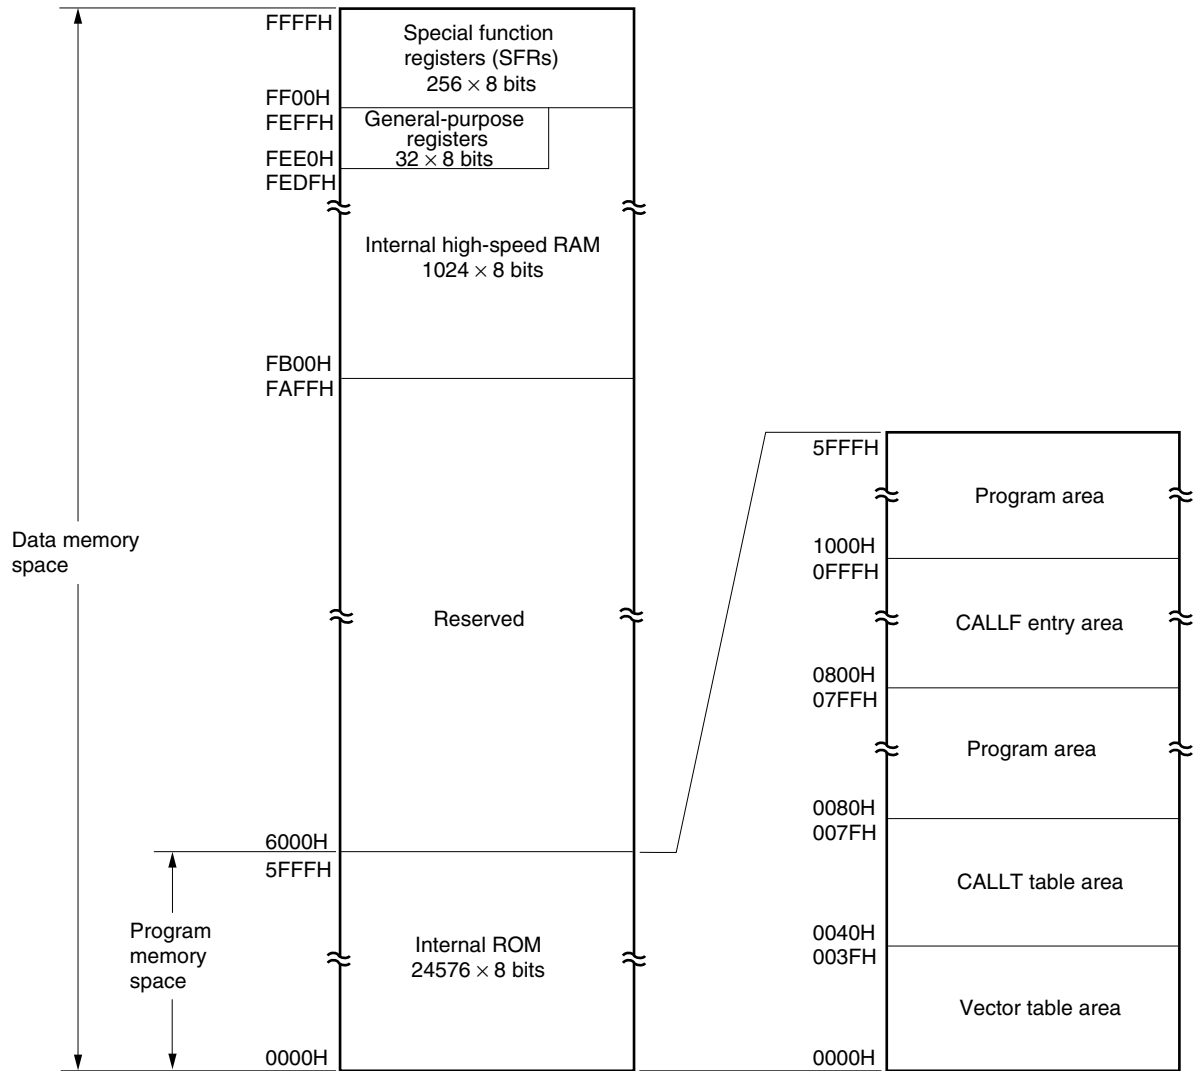 FFFFH
Special function
registers (SFRs)
256 × 8 bits
FF00H
FEFFH
General-purpose
registers
32 × 8 bits
FEE0H
FEDFH
Internal high-speed RAM
1024 × 8 bits
FB00H
FAFFH
Data memory
space
Reserved
6000H
5FFFH
Program
memory
space
Internal ROM
24576 × 8 bits
0000H
5FFFH
Program area
1000H
0FFFH
CALLF entry area
0800H
07FFH
Program area
0080H
007FH
CALLT table area
0040H
003FH
Vector table area
0000H